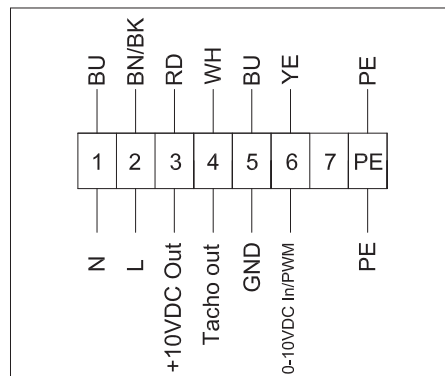 BU
BN/BK
RD
WH
BU
YE
PE
1 2 3 4 5 6 7 PE
N
L
+10VDC Out
Tacho out
GND
0-10VDC In/PWM
PE